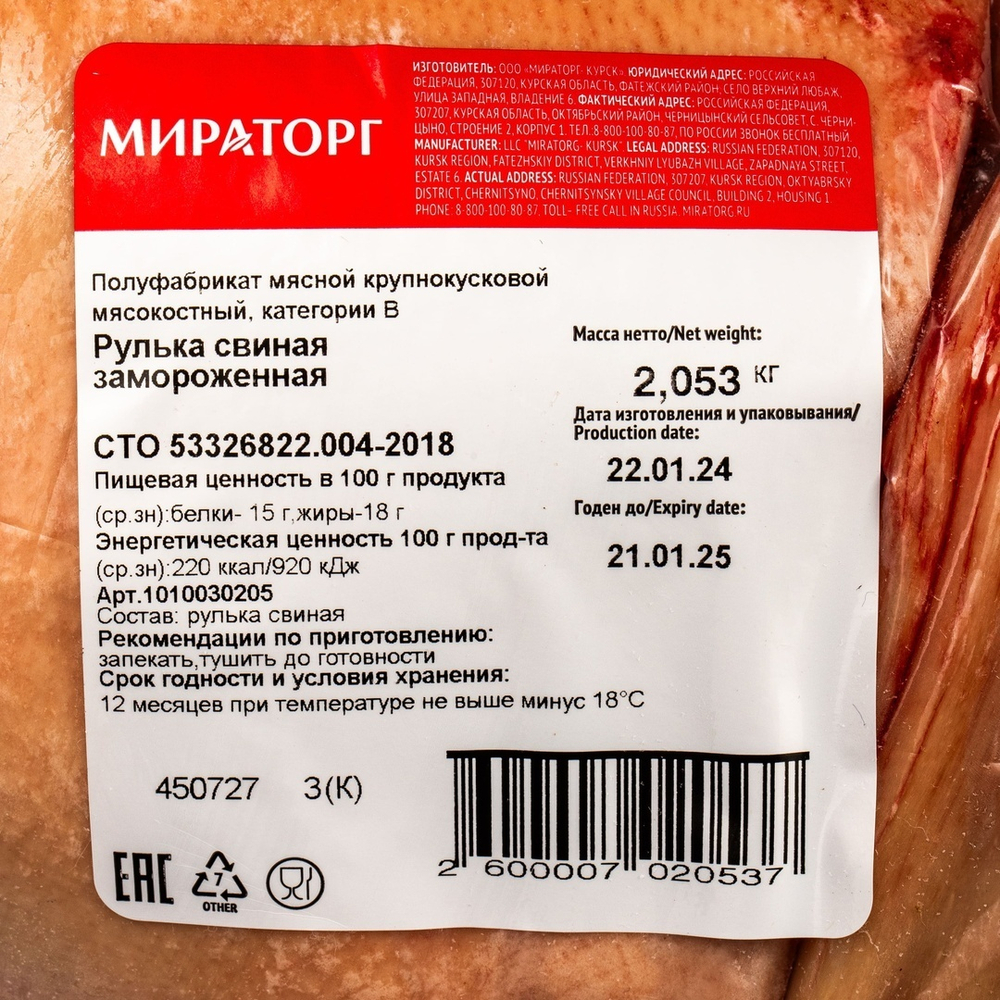 МИРАТОРГ
ИЗГОТОВИТЕЛЬ: ООО «МИРАТОРГ- КУРСК». ЮРИДИЧЕСКИЙ АДРЕС: РОССИЙСКАЯ
ФЕДЕРАЦИЯ, 307120, КУРСКАЯ ОБЛАСТЬ, ФАТЕЖСКИЙ РАЙОН, СЕЛО ВЕРХНИЙ ЛЮБАЖ,
УЛИЦА ЗАПАДНАЯ, ВЛАДЕНИЕ 6. ФАКТИЧЕСКИЙ АДРЕС: РОССИЙСКАЯ ФЕДЕРАЦИЯ,
307207, КУРСКАЯ ОБЛАСТЬ, ОКТЯБРЬСКИЙ РАЙОН, ЧЕРНИЦЫНСКИЙ СЕЛЬСОВЕТ, С. ЧЕРНИ-
ЦЫНО, СТРОЕНИЕ 2, КОРПУС 1. ТЕЛ.:8-800-100-80-87, ПО РОССИИ ЗВОНОК БЕСПЛАТНЫЙ.
MANUFACTURER: LLC "MIRATORG- KURSK". LEGAL ADDRESS: RUSSIAN FEDERATION, 307120,
KURSK REGION, FATEZHSKIY DISTRICT, VERKHNIY LYUBAZH VILLAGE, ZAPADNAYA STREET,
ESTATE 6. ACTUAL ADDRESS: RUSSIAN FEDERATION, 307207, KURSK REGION, OKTYABRSKY
DISTRICT, CHERNITSYNO, CHERNITSYNSKY VILLAGE COUNCIL, BUILDING 2, HOUSING 1.
PHONE: 8-800-100-80-87, TOLL- FREE CALL IN RUSSIA. MIRATORG.RU
Полуфабрикат мясной крупнокусковой
мясокостный, категории В
Рулька свиная
замороженная
СТО 53326822.004-2018
Пищевая ценность в 100 г продукта
(ср.зн):белки- 15 г,жиры-18 г
Энергетическая ценность 100 г прод-та
(ср.зн):220 ккал/920 кДж
Арт.1010030205
Состав: рулька свиная
Рекомендации по приготовлению:
запекать,тушить до готовности
Срок годности и условия хранения:
12 месяцев при температуре не выше минус 18°С
Масса нетто/Net weight:
2,053 КГ
Дата изготовления и упаковывания/
Production date:
22.01.24
Годен до/Expiry date:
21.01.25
450727 3(К)
EAC
7
OTHER
2 600007 020537